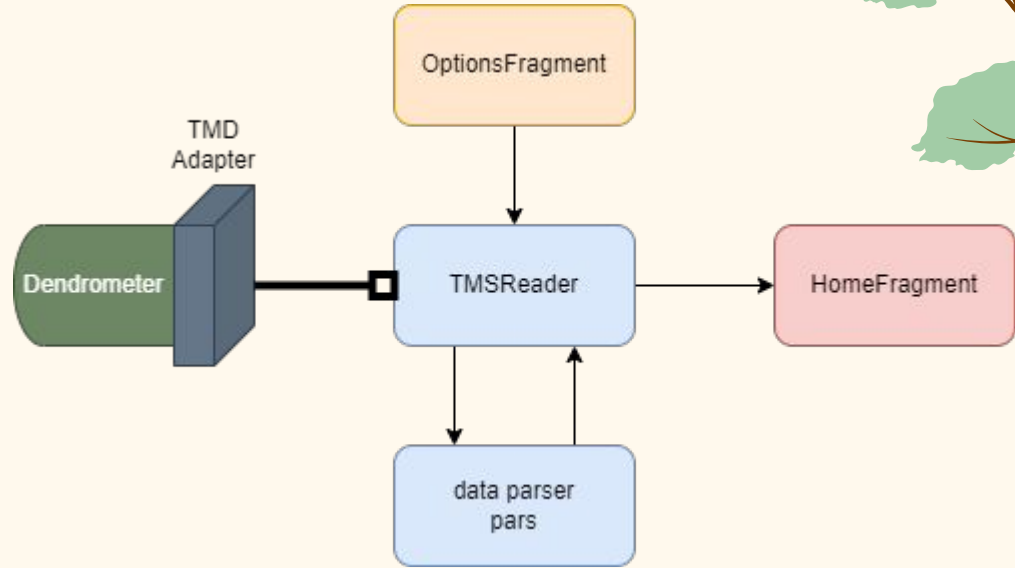 OptionsFragment
TMD
Adapter
Dendrometer
TMSReader
HomeFragment
data parser
pars